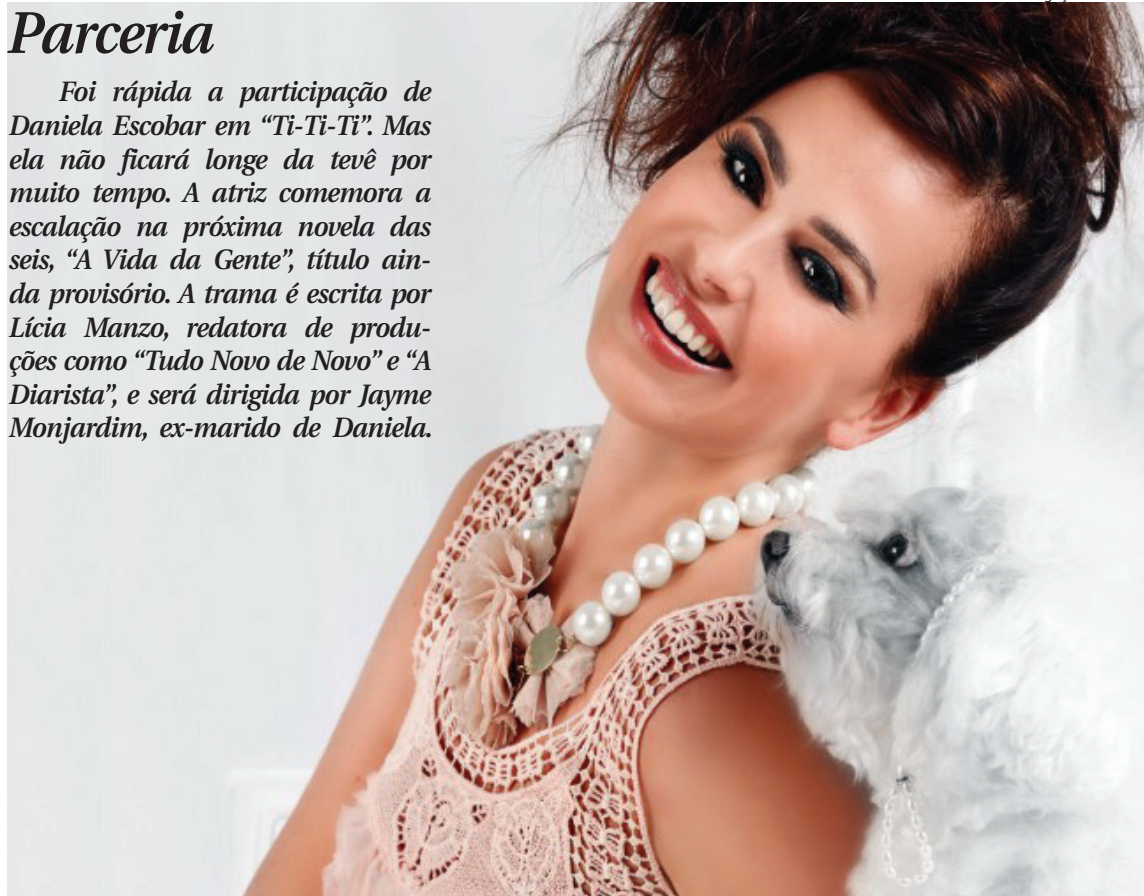 Parceria
Foi rápida a participação de
Daniela Escobar em “Ti-Ti-Ti”. Mas
ela não ficará longe da tevê por
muito tempo. A atriz comemora a
escalação na próxima novela das
seis, “A Vida da Gente”, título ain-
da provisório. A trama é escrita por
Lícia Manzo, redatora de produ-
ções como “Tudo Novo de Novo” e “A
Diarista”, e será dirigida por Jayme
Monjardim, ex-marido de Daniela.